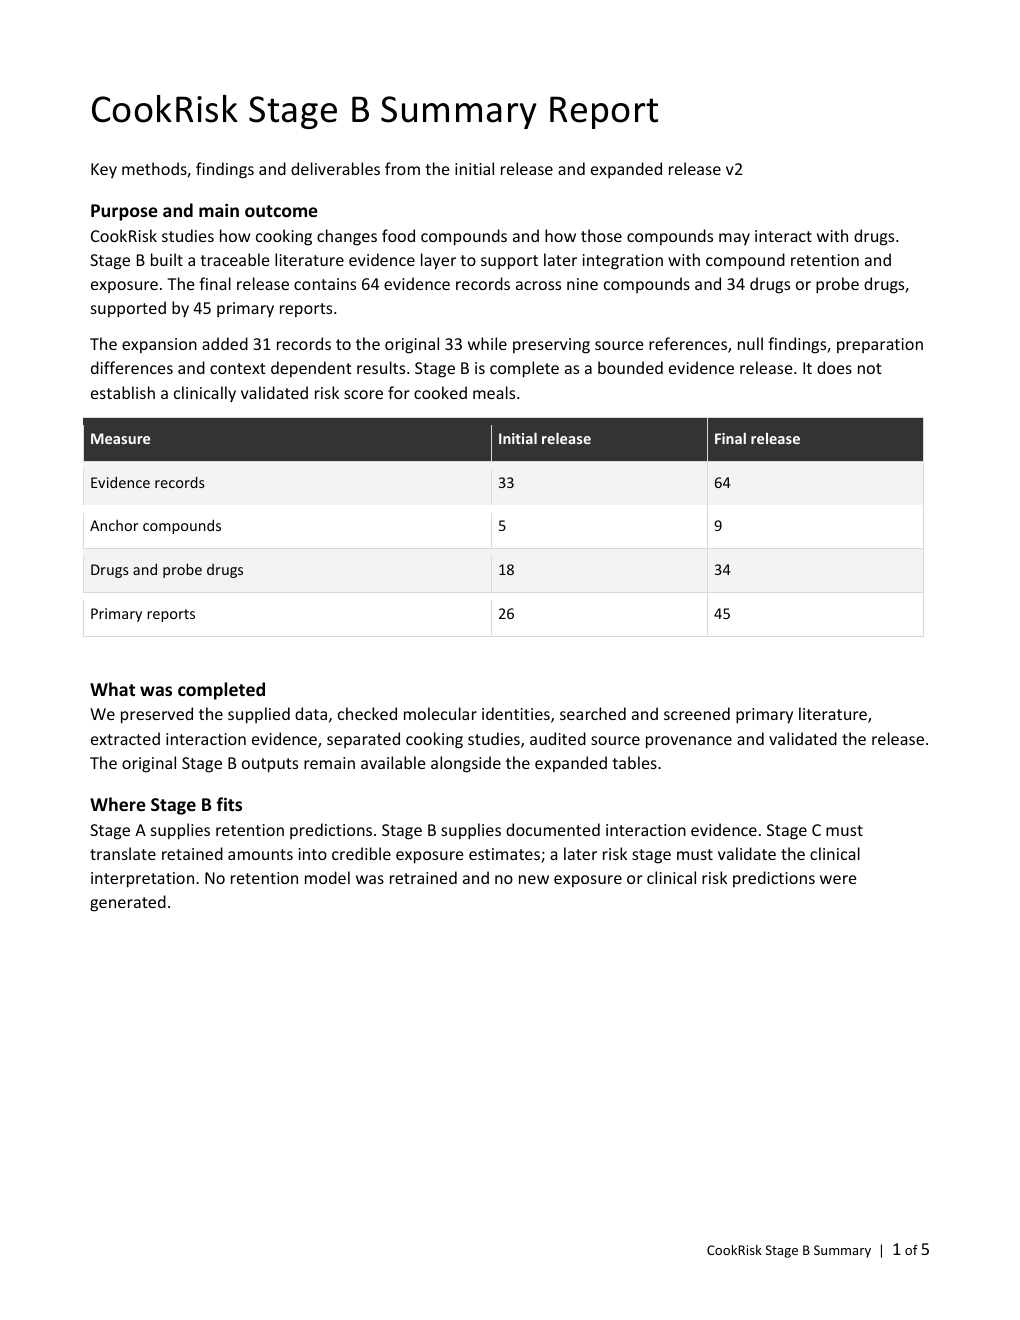 CookRisk Stage B Summary Report
Key methods, findings and deliverables from the initial release and expanded release v2
Purpose and main outcome
CookRisk studies how cooking changes food compounds and how those compounds may interact with drugs.
Stage B built a traceable literature evidence layer to support later integration with compound retention and
exposure. The final release contains 64 evidence records across nine compounds and 34 drugs or probe drugs,
supported by 45 primary reports.
The expansion added 31 records to the original 33 while preserving source references, null findings, preparation
differences and context dependent results. Stage B is complete as a bounded evidence release. It does not
establish a clinically validated risk score for cooked meals.
Measure Initial release Final release
Evidence records 33 64
Anchor compounds 5 9
Drugs and probe drugs 18 34
Primary reports 26 45
What was completed
We preserved the supplied data, checked molecular identities, searched and screened primary literature,
extracted interaction evidence, separated cooking studies, audited source provenance and validated the release.
The original Stage B outputs remain available alongside the expanded tables.
Where Stage B fits
Stage A supplies retention predictions. Stage B supplies documented interaction evidence. Stage C must
translate retained amounts into credible exposure estimates; a later risk stage must validate the clinical
interpretation. No retention model was retrained and no new exposure or clinical risk predictions were
generated.
CookRisk Stage B Summary | 1 of 5